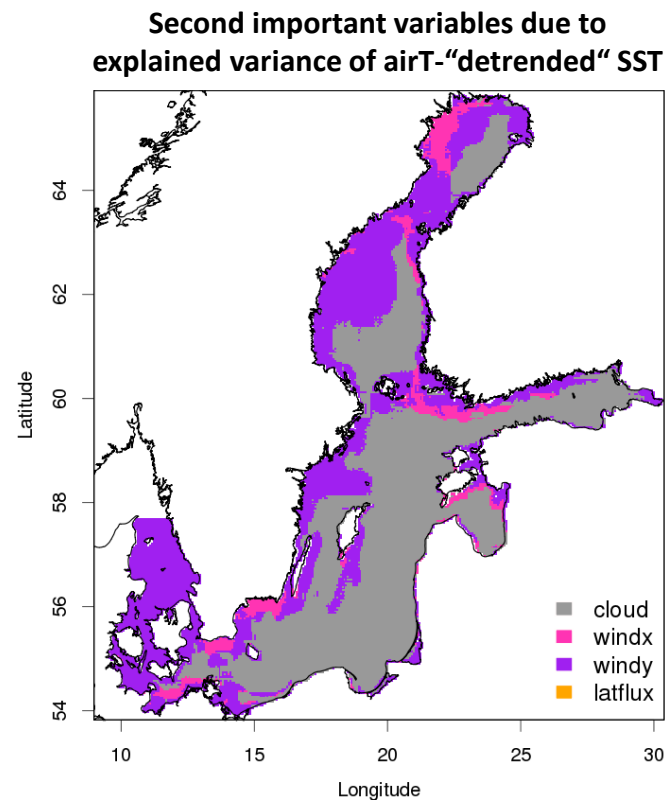 Second important variables due to
explained variance of airT-“detrended“ SST
64
62
60
58
56
54
Latitude
cloud
windx
windy
latflux
10 15 20 25 30
Longitude